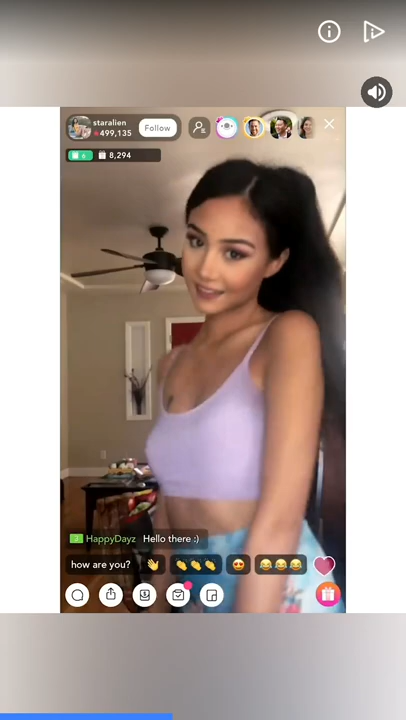 staralien
499,135
Follow
8,294
J HappyDayz Hello there :)
how are you?